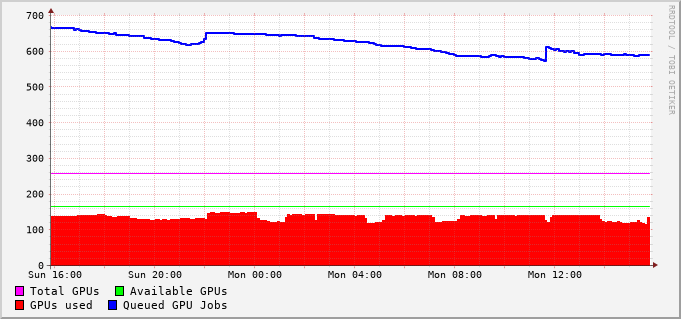 700
600
500
400
300
200
100
0
Sun 16:00 Sun 20:00 Mon 00:00 Mon 04:00 Mon 08:00 Mon 12:00
Total GPUs Available GPUs
GPUs used Queued GPU Jobs
RRDTOOL / TOBI OETIKER